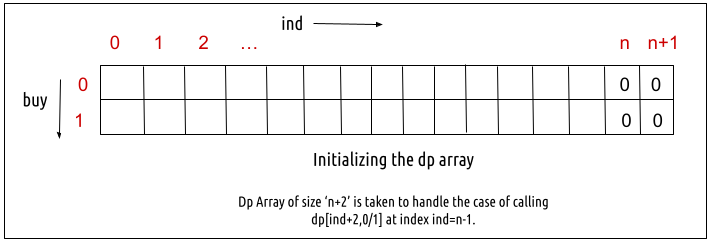 ind
0 1 2 ... n n+1
buy
0 0 0
1 0 0
Initializing the dp array
Dp Array of size ‘n+2’ is taken to handle the case of calling
dp[ind+2,0/1] at index ind=n-1.